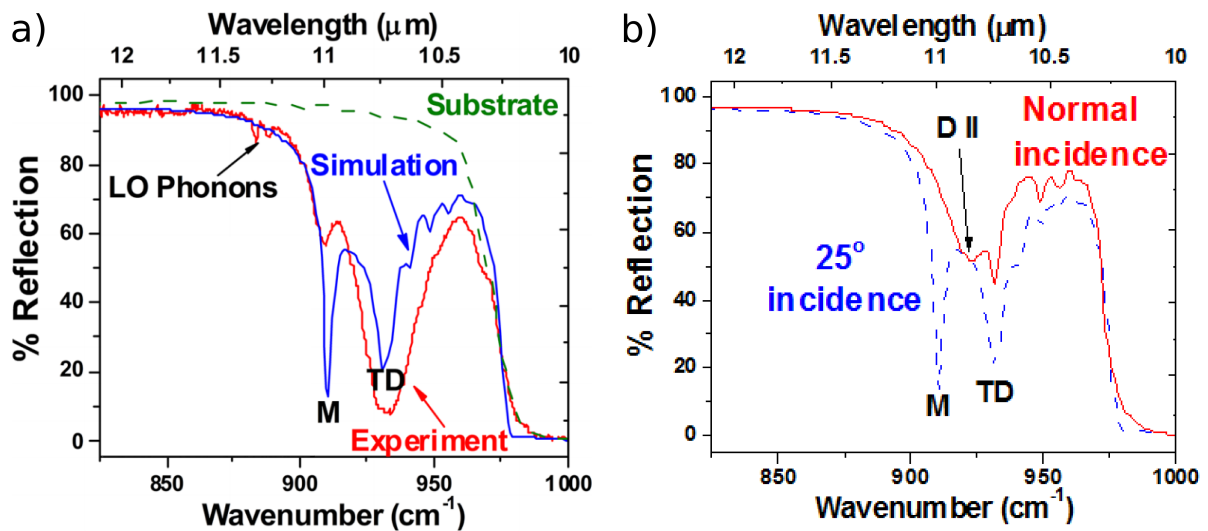 a)
Wavelength (μm)
12 11.5 11 10.5 10
100
80
60
40
20
0
% Reflection
Substrate
Simulation
LO Phonons
M
TD
Experiment
850 900 950 1000
Wavenumber (cm-1)
b)
Wavelength (μm)
12 11.5 11 10.5 10
100
80
60
40
20
0
% Reflection
Normal
incidence
D II
25o
incidence
M
TD
850 900 950 1000
Wavenumber (cm-1)